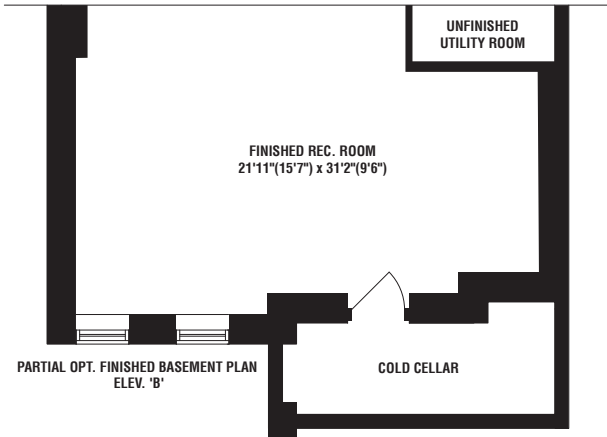 UNFINISHED
UTILITY ROOM
FINISHED REC. ROOM
21'11"(15'7") x 31'2"(9'6")
PARTIAL OPT. FINISHED BASEMENT PLAN
ELEV. 'B'
COLD CELLAR